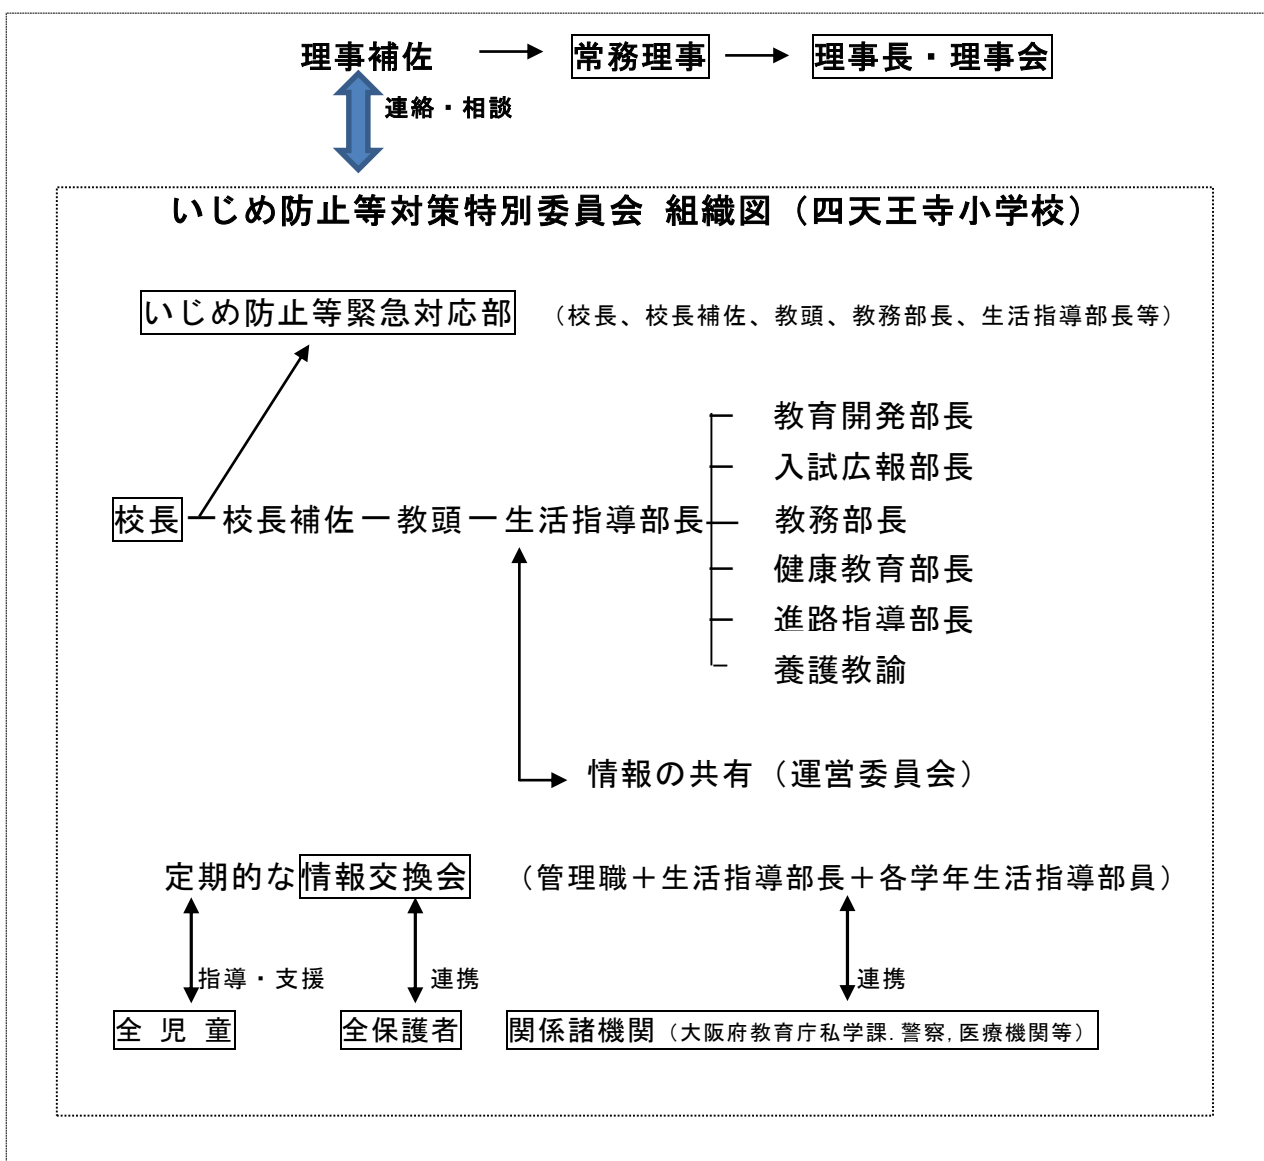 理事補佐 常務理事 理事長・理事会
連絡・相談
いじめ防止等対策特別委員会 組織図（四天王寺小学校）
いじめ防止等緊急対応部 （校長、校長補佐、教頭、教務部長、生活指導部長等）
教育開発部長
入試広報部長
校長 ー 校長補佐 ー 教頭 ー 生活指導部長 教務部長
健康教育部長
進路指導部長
養護教諭
情報の共有（運営委員会）
定期的な情報交換会 （管理職＋生活指導部長＋各学年生活指導部員）
指導・支援 連携 連携
全 児 童 全保護者 関係諸機関（大阪府教育庁私学課.警察,医療機関等）